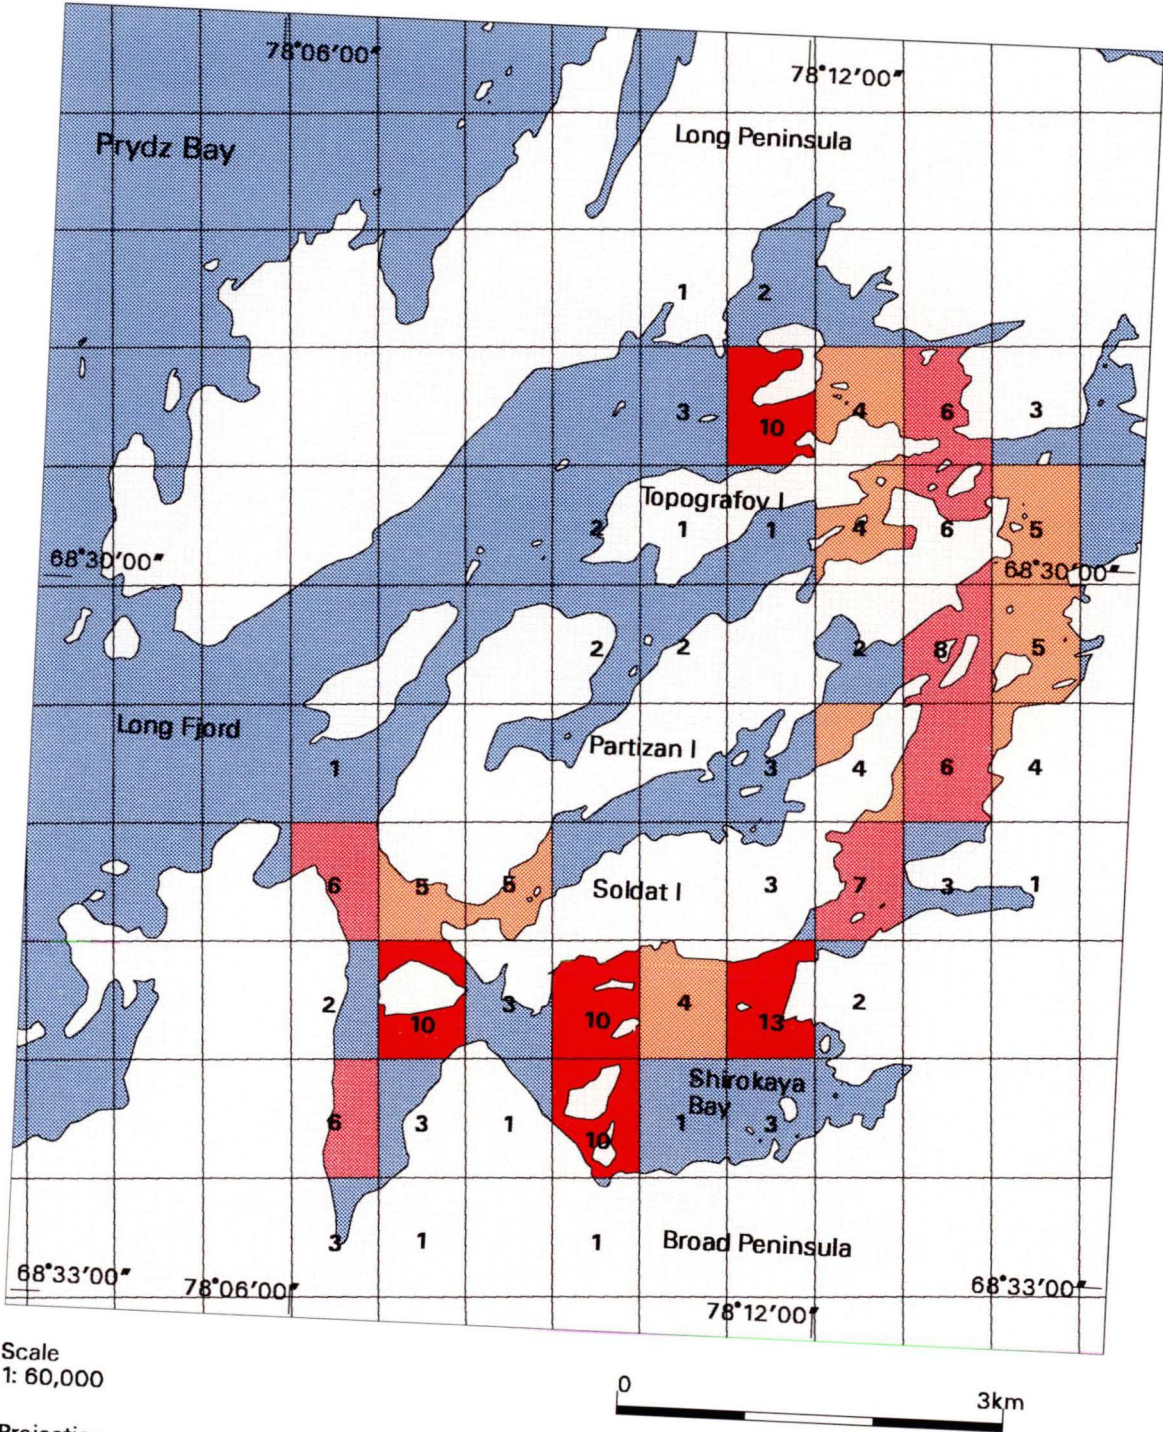 78°06′00″
78°12′00″
Prydz Bay
Long Peninsula
1 2
3 10 4 6 3
Topografov I
2 1 1 4 6 5
68°30′00″ 68°30′00″
2 2 2 8 5
Long Fjord
Partizan I
1 3 4 6 4
6 5 5 Soldat I 3 7 3 1
2 10 3 10 4 13 2
Shirokaya
Bay
6 3 1 10 1 3
3 1 1 Broad Peninsula
68°33′00″ 78°06′00″ 68°33′00″
78°12′00″
Scale
1: 60,000
0 3km